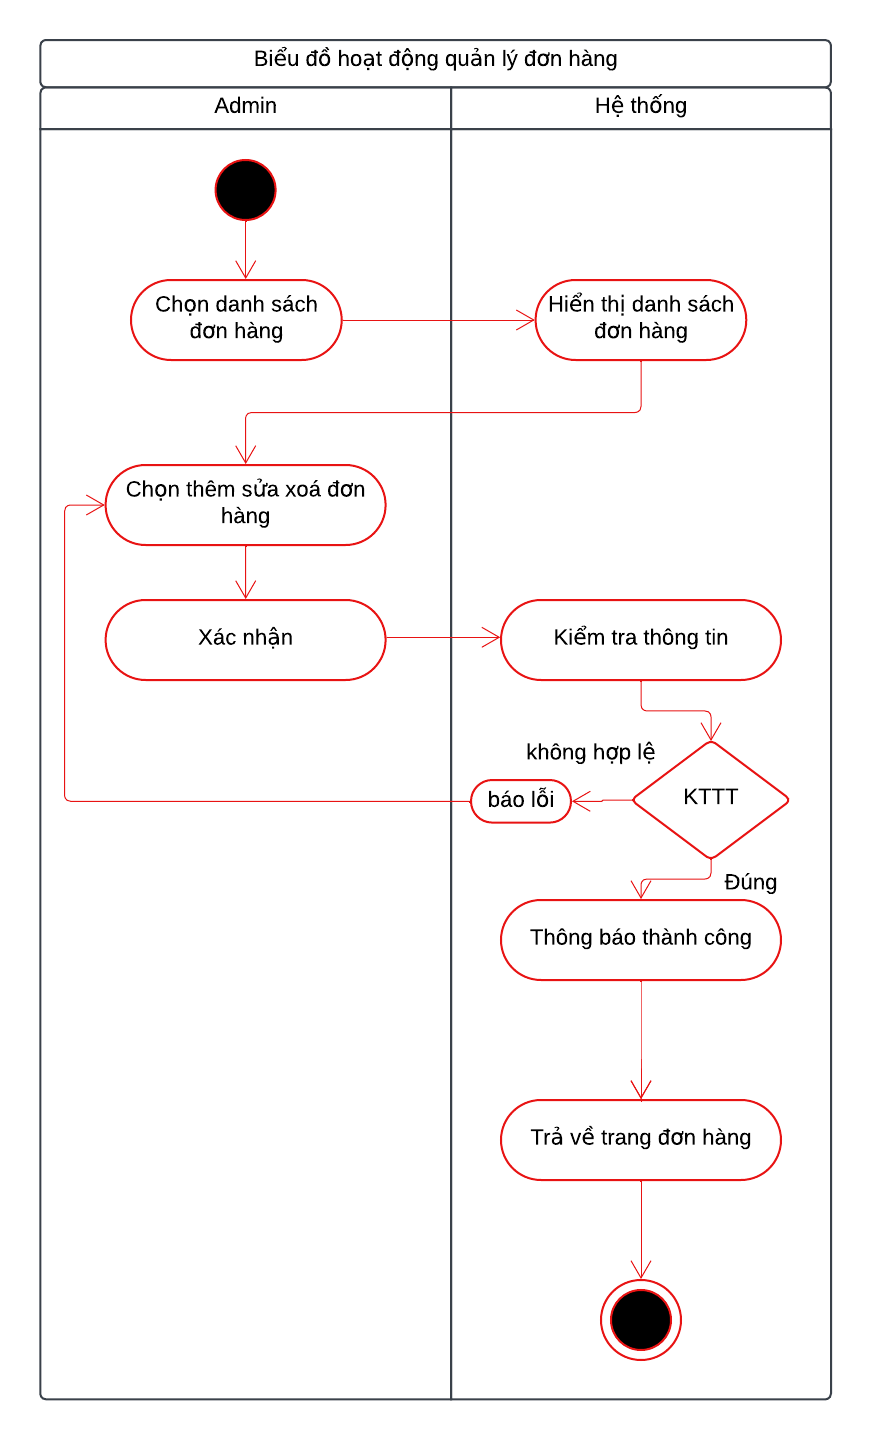 Biểu đồ hoạt động quản lý đơn hàng
Admin
Hệ thống
Chọn danh sách
đơn hàng
Hiển thị danh sách
đơn hàng
Chọn thêm sửa xoá đơn
hàng
Xác nhận
Kiểm tra thông tin
không hợp lệ
KTTT
báo lỗi
Đúng
Thông báo thành công
Trả về trang đơn hàng